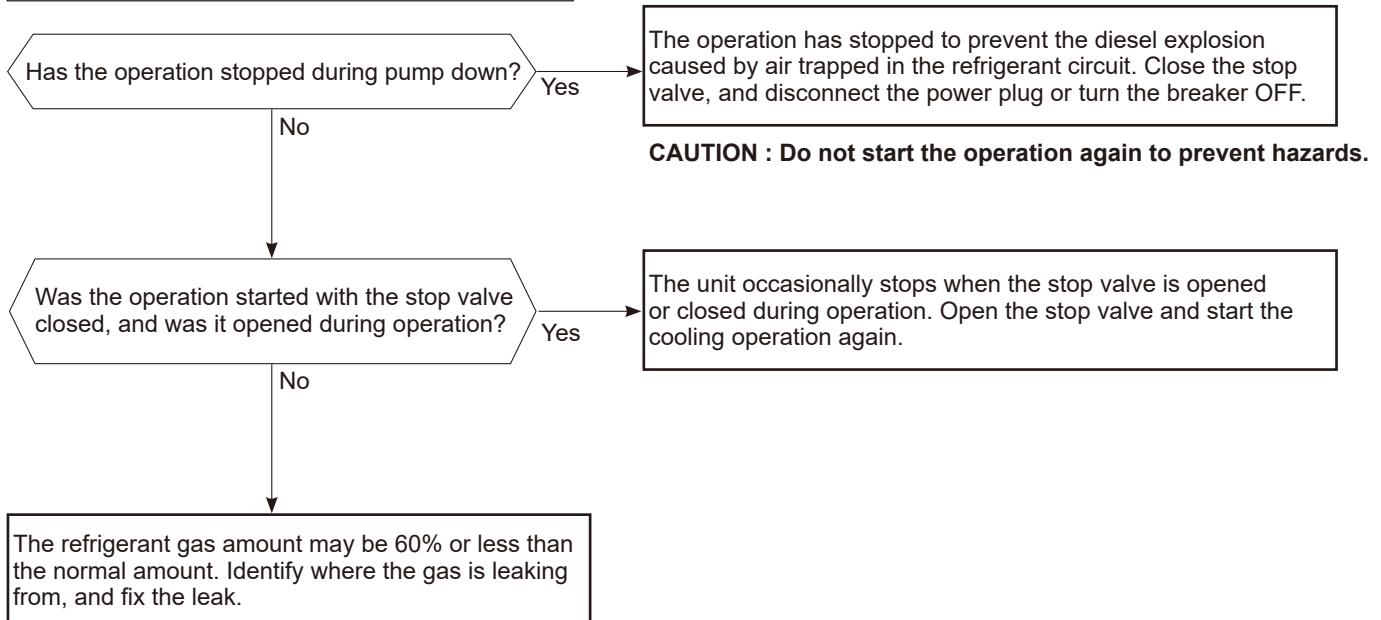 Has the operation stopped during pump down?
Yes
The operation has stopped to prevent the diesel explosion
caused by air trapped in the refrigerant circuit. Close the stop
valve, and disconnect the power plug or turn the breaker OFF.
No
CAUTION : Do not start the operation again to prevent hazards.
Was the operation started with the stop valve
closed, and was it opened during operation?
Yes
The unit occasionally stops when the stop valve is opened
or closed during operation. Open the stop valve and start the
cooling operation again.
No
The refrigerant gas amount may be 60% or less than
the normal amount. Identify where the gas is leaking
from, and fix the leak.